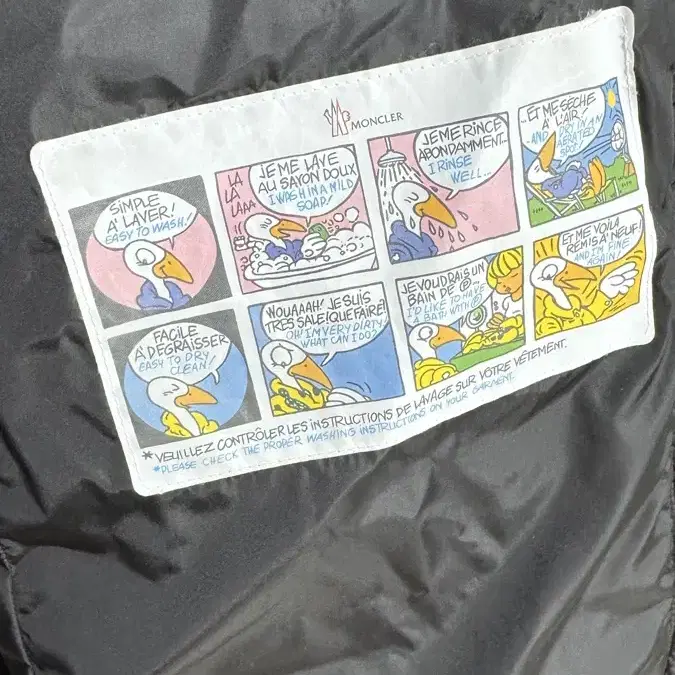 MONCLER
SIMPLE
A' LAVER!
EASY TO WASH!
LA
LA
LAAA
JE ME LAVE
AU SAVON DOUX
I WASH IN A MILD
SOAP!
JE ME RINCE
ABONDAMMENT...
I RINSE
WELL...
...ET ME SÈCHE
A' L'AIR...
AND DRY IN AN
AERATED
SPOT!
FACILE
A' DEGRAISSER
EASY TO DRY
CLEAN!
WOUAAAH! JE SUIS
TRES SALE! QUE FAIRE?
OH! I'M VERY DIRTY,
WHAT CAN I DO?
JE VOUDRAIS UN
BAIN DE Ⓟ...
I'D LIKE TO HAVE
A BATH WITH Ⓟ
ET ME VOILA
REMIS A' NEUF!
AND I'M FINE
AGAIN!
*VEUILLEZ CONTRÔLER LES INSTRUCTIONS DE LAVAGE SUR VOTRE VÊTEMENT.
*PLEASE CHECK THE PROPER WASHING INSTRUCTIONS ON YOUR GARMENT.